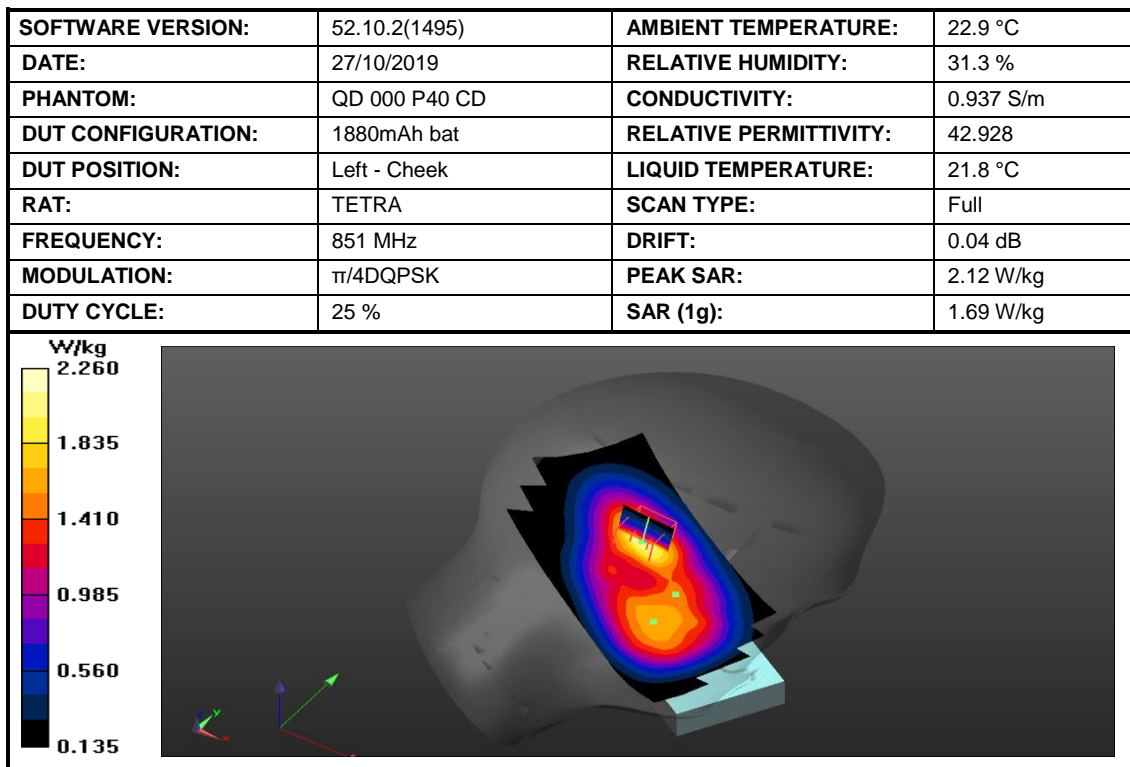 SOFTWARE VERSION: 52.10.2(1495) AMBIENT TEMPERATURE: 22.9 °C
DATE: 27/10/2019 RELATIVE HUMIDITY: 31.3 %
PHANTOM: QD 000 P40 CD CONDUCTIVITY: 0.937 S/m
DUT CONFIGURATION: 1880mAh bat RELATIVE PERMITTIVITY: 42.928
DUT POSITION: Left - Cheek LIQUID TEMPERATURE: 21.8 °C
RAT: TETRA SCAN TYPE: Full
FREQUENCY: 851 MHz DRIFT: 0.04 dB
MODULATION: π/4DQPSK PEAK SAR: 2.12 W/kg
DUTY CYCLE: 25 % SAR (1g): 1.69 W/kg
W/kg
2.260
1.835
1.410
0.985
0.560
0.135
y
x